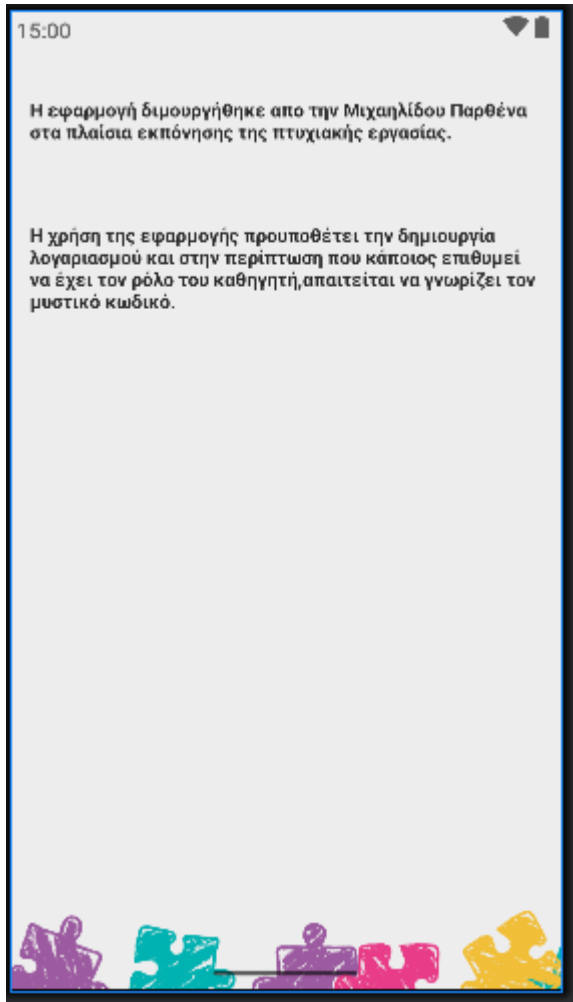 15:00
Η εφαρμογή διμουργήθηκε απο την Μιχαηλίδου Παρθένα
στα πλαίσια εκπόνησης της πτυχιακής εργασίας.
Η χρήση της εφαρμογής προυποθέτει την δημιουργία
λογαριασμού και στην περίπτωση που κάποιος επιθυμεί
να έχει τον ρόλο του καθηγητή,απαιτείται να γνωρίζει τον
μυστικό κωδικό.